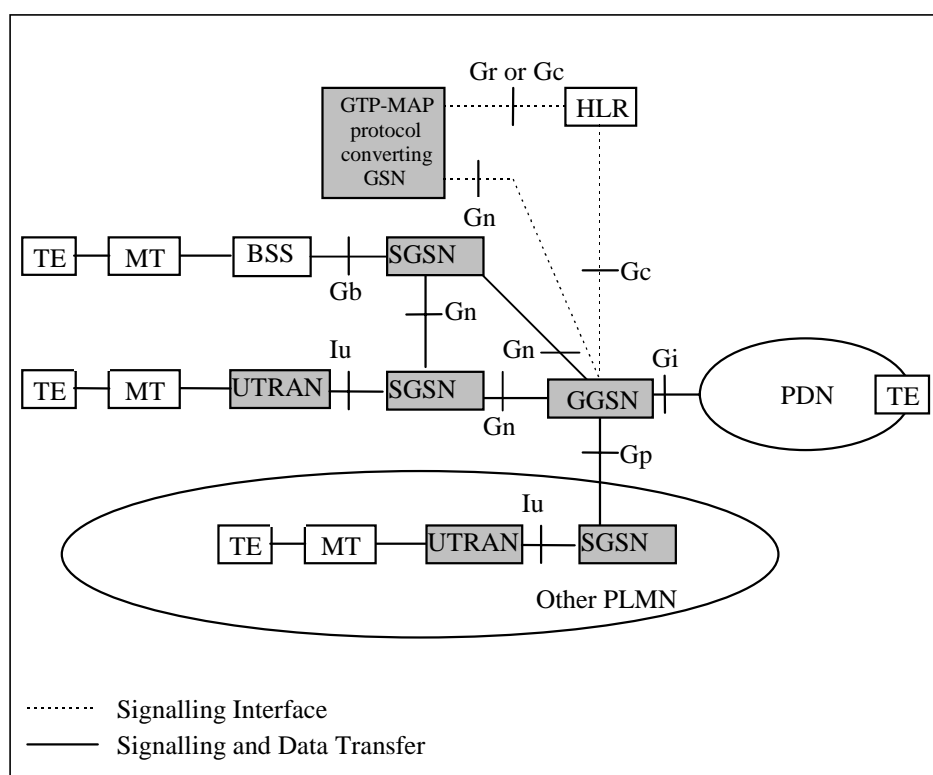 Gr or Gc
GTP-MAP
protocol
converting
GSN
HLR
Gn
TE
MT
BSS
SGSN
Gb
Gc
Gn
Iu
Gn
Gi
TE
MT
UTRAN
SGSN
Gn
GGSN
PDN
TE
Gp
Iu
TE
MT
UTRAN
SGSN
Other PLMN
Signalling Interface
Signalling and Data Transfer